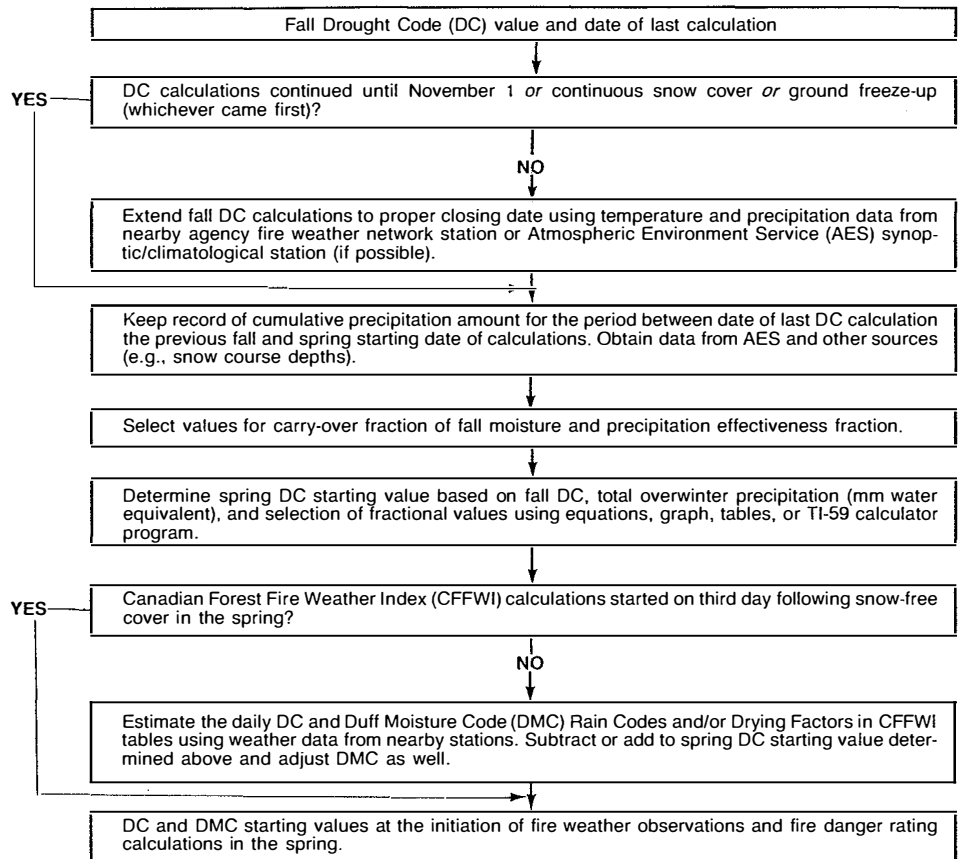 Fall Drought Code (DC) value and date of last calculation
YES
DC calculations continued until November 1 or continuous snow cover or ground freeze-up
(whichever came first)?
NO
Extend fall DC calculations to proper closing date using temperature and precipitation data from
nearby agency fire weather network station or Atmospheric Environment Service (AES) synop-
tic/climatological station (if possible).
Keep record of cumulative precipitation amount for the period between date of last DC calculation
the previous fall and spring starting date of calculations. Obtain data from AES and other sources
(e.g., snow course depths).
Select values for carry-over fraction of fall moisture and precipitation effectiveness fraction.
Determine spring DC starting value based on fall DC, total overwinter precipitation (mm water
equivalent), and selection of fractional values using equations, graph, tables, or TI-59 calculator
program.
YES
Canadian Forest Fire Weather Index (CFFWI) calculations started on third day following snow-free
cover in the spring?
NO
Estimate the daily DC and Duff Moisture Code (DMC) Rain Codes and/or Drying Factors in CFFWI
tables using weather data from nearby stations. Subtract or add to spring DC starting value deter-
mined above and adjust DMC as well.
DC and DMC starting values at the initiation of fire weather observations and fire danger rating
calculations in the spring.